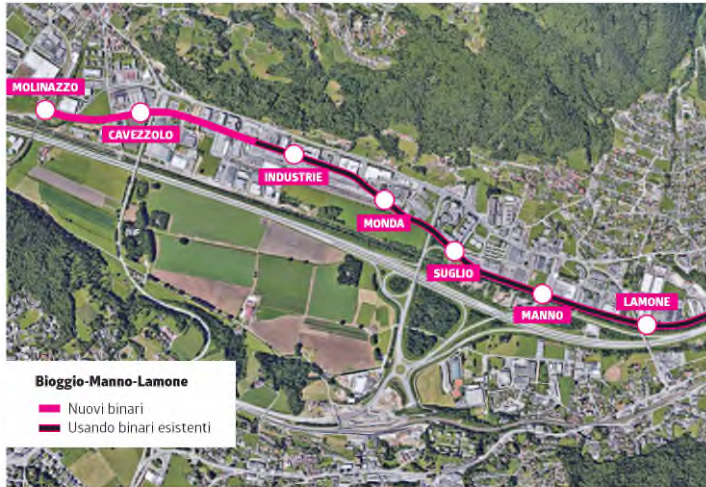 MOLINAZZO
CAVEZZOLO
INDUSTRIE
MONDA
SUGLIO
MANNO
LAMONE
Bioggio-Manno-Lamone
Nuovi binari
Usando binari esistenti